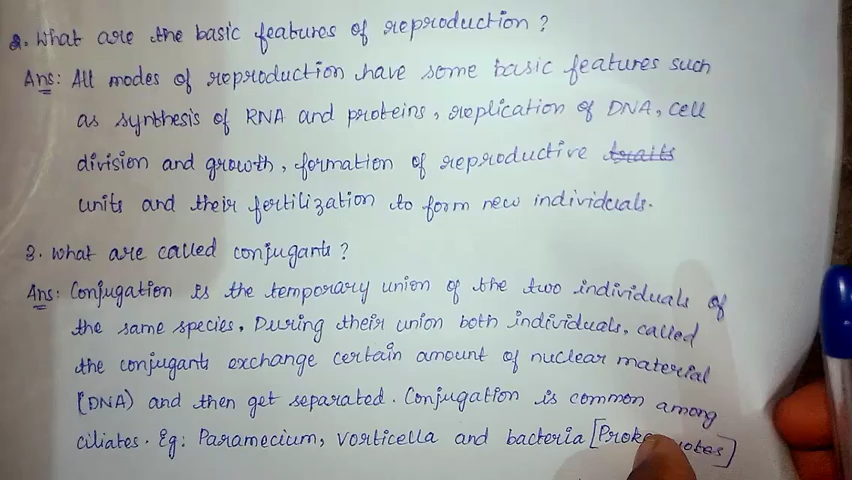 2. What are the basic features of reproduction?
Ans: All modes of reproduction have some basic features such
as synthesis of RNA and proteins, replication of DNA, cell
division and growth, formation of reproductive traits
units and their fertilization to form new individuals.
3. What are called conjugants?
Ans: Conjugation is the temporary union of the two individuals of
the same species. During their union both individuals, called
the conjugants exchange certain amount of nuclear material
(DNA) and then get separated. Conjugation is common among
ciliates. Eg: Paramecium, Vorticella and bacteria